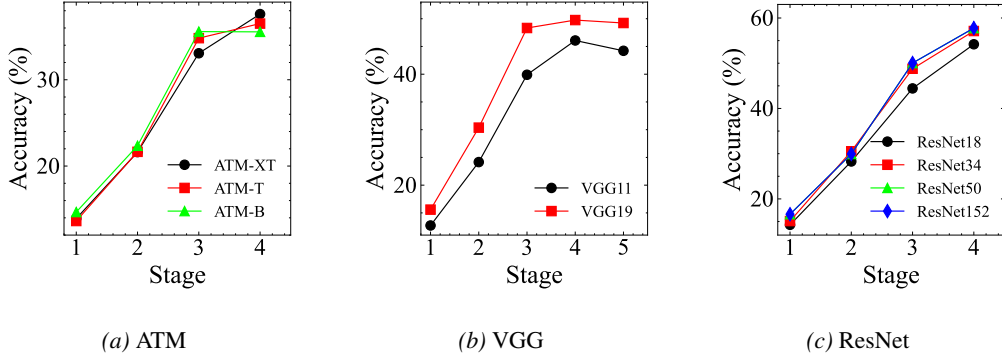 Accuracy (%)
38
20
1 2 3 4
Stage
ATM-XT
ATM-T
ATM-B
(a) ATM
Accuracy (%)
40
20
1 2 3 4 5
Stage
VGG11
VGG19
(b) VGG
Accuracy (%)
60
40
20
1 2 3 4
Stage
ResNet18
ResNet34
ResNet50
ResNet152
(c) ResNet